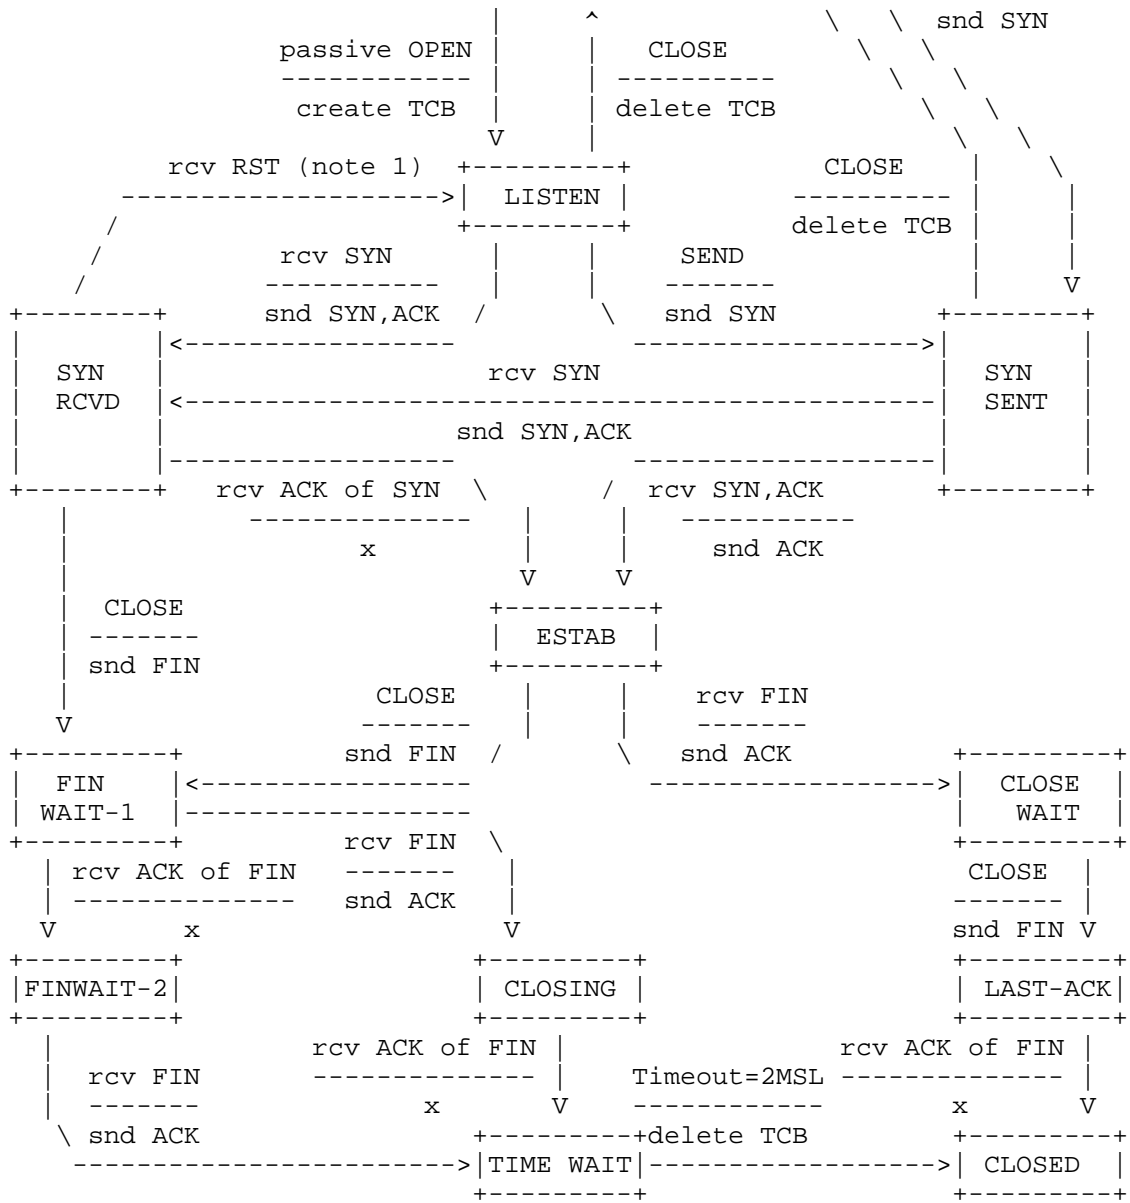 |     ^              \   \  snd SYN
passive OPEN |     | CLOSE        \   \
------------ |     | ----------    \   \
create TCB |     | delete TCB    \   \
V     |              \   \
rcv RST (note 1)  +---------+            CLOSE    |    \
-------------------->|  LISTEN |          ---------- |     |
/                    +---------+          delete TCB |     |
/           rcv SYN    |     |     SEND              |     |
/           -----------   |     |    -------            |     V
+--------+      snd SYN,ACK  /       \   snd SYN          +--------+
|        |<-----------------           ------------------>|        |
|  SYN   |                    rcv SYN                     |  SYN   |
|  RCVD  |<-----------------------------------------------|  SENT  |
|        |                  snd SYN,ACK                   |        |
|        |------------------           -------------------|        |
+--------+   rcv ACK of SYN  \       /  rcv SYN,ACK       +--------+
|           --------------   |     |   -----------
|                  x         |     |     snd ACK
|                            V     V
|  CLOSE                   +---------+
| -------                  |  ESTAB  |
| snd FIN                  +---------+
|                   CLOSE    |     |    rcv FIN
V                  -------   |     |    -------
+---------+          snd FIN  /       \   snd ACK          +---------+
|  FIN    |<-----------------           ------------------>|  CLOSE  |
| WAIT-1  |------------------                              |   WAIT  |
+---------+          rcv FIN  \                            +---------+
| rcv ACK of FIN   -------   |                            CLOSE  |
| --------------   snd ACK   |                           ------- |
V        x                   V                           snd FIN V
+---------+                  +---------+                   +---------+
|FINWAIT-2|                  | CLOSING |                   | LAST-ACK|
+---------+                  +---------+                   +---------+
|                rcv ACK of FIN |                 rcv ACK of FIN |
|  rcv FIN       -------------- |    Timeout=2MSL -------------- |
|  -------              x       V    ------------        x       V
\ snd ACK                 +---------+delete TCB         +---------+
------------------------>|TIME WAIT|------------------>| CLOSED  |
+---------+                   +---------+